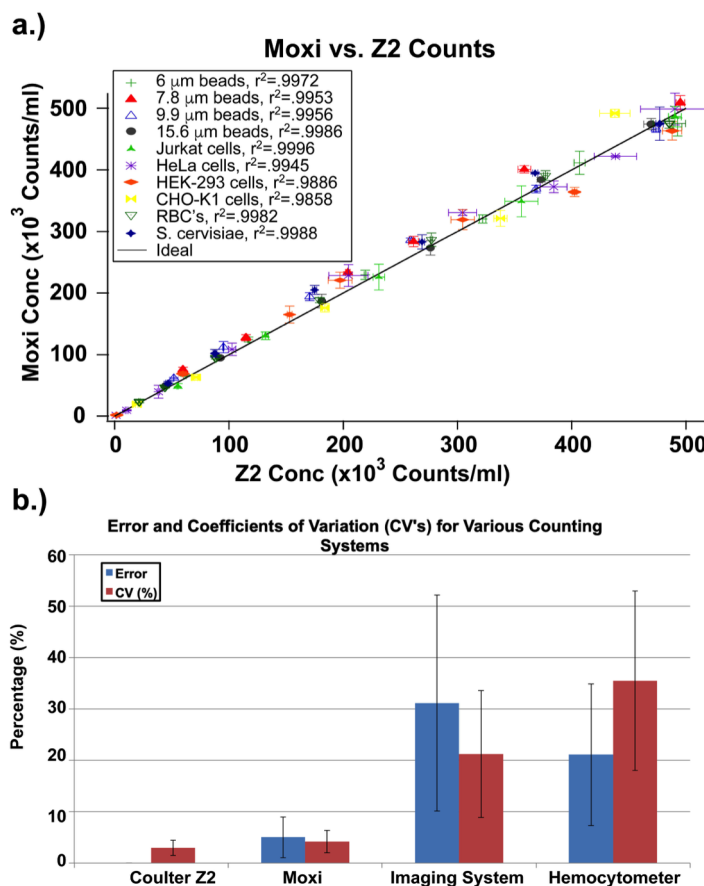 a.)
Moxi vs. Z2 Counts
6 μm beads, r²=.9972
7.8 μm beads, r²=.9953
9.9 μm beads, r²=.9956
15.6 μm beads, r²=.9986
Jurkat cells, r²=.9996
HeLa cells, r²=.9945
HEK-293 cells, r²=.9886
CHO-K1 cells, r²=.9858
RBC's, r²=.9982
S. cervisiae, r²=.9988
Ideal
Moxi Conc (x10³ Counts/ml)
500
400
300
200
100
0
0 100 200 300 400 500
Z2 Conc (x10³ Counts/ml)
b.)
Error and Coefficients of Variation (CV's) for Various Counting
Systems
Error
CV (%)
Percentage (%)
60
50
40
30
20
10
0
Coulter Z2 Moxi Imaging System Hemocytometer